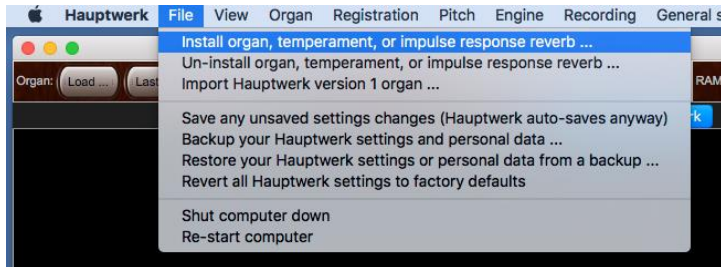 Hauptwerk File View Organ Registration Pitch Engine Recording General s
Install organ, temperament, or impulse response reverb ...
Un-install organ, temperament, or impulse response reverb ...
Import Hauptwerk version 1 organ ...
Organ: Load ... Last
RAM
Save any unsaved settings changes (Hauptwerk auto-saves anyway)
Backup your Hauptwerk settings and personal data ...
Restore your Hauptwerk settings or personal data from a backup ...
Revert all Hauptwerk settings to factory defaults
Shut computer down
Re-start computer